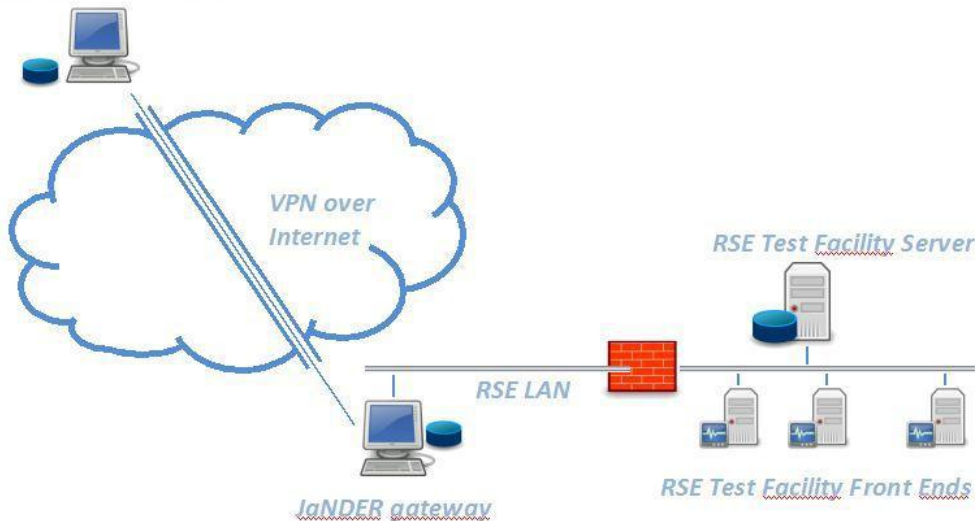 VPN over
Internet
RSE Test Facility Server
RSE LAN
RSE Test Facility Front Ends
JaNDER gateway